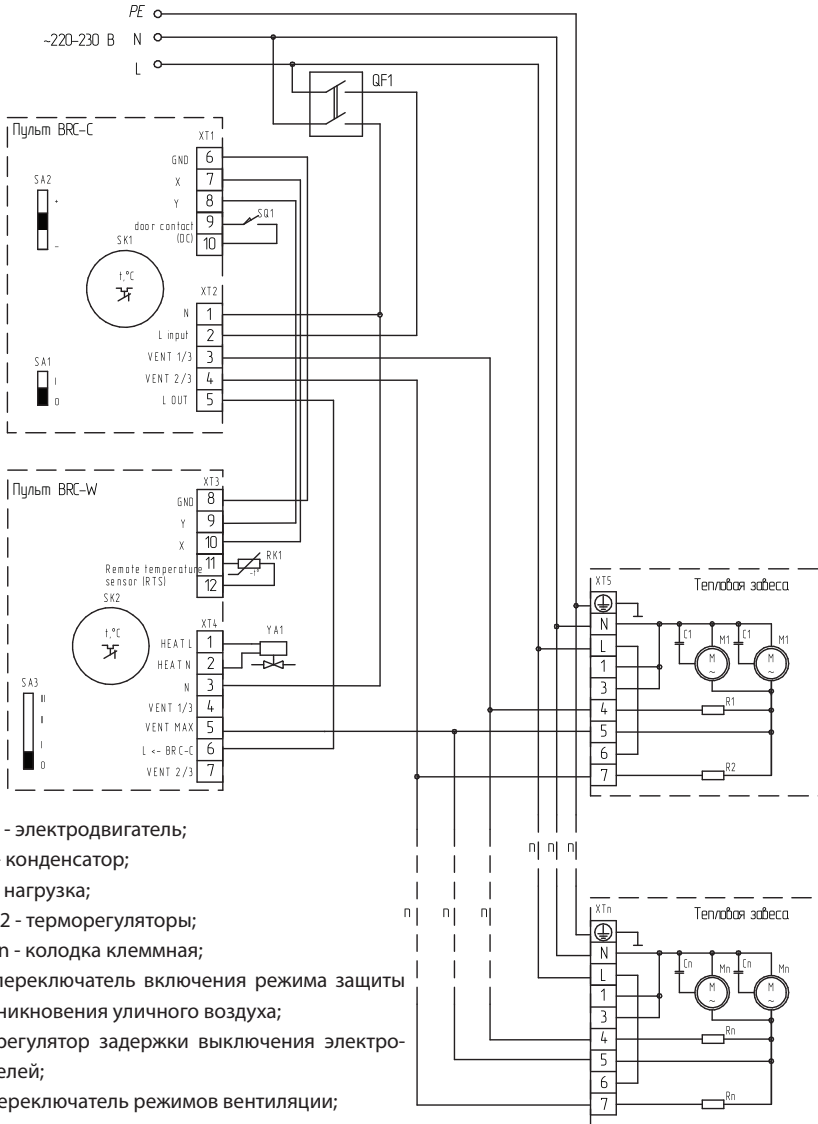 PE
~220-230 В N
L
QF1
Пульт BRC-C
XT1
GND 6
X 7
Y 8
door contact 9
(DC) 10
SQ1
SA2
+
-
SK1
t,°C
XT2
N 1
L input 2
VENT 1/3 3
VENT 2/3 4
L OUT 5
SA1
I
0
Пульт BRC-W
XT3
GND 8
Y 9
X 10
Remote temperature 11
sensor (RTS) 12
RK1
-t°
SK2
t,°C
XT4
HEAT L 1
HEAT N 2
N 3
VENT 1/3 4
VENT MAX 5
L <- BRC-C 6
VENT 2/3 7
YA1
SA3
III
II
I
0
XT5
Тепловая завеса
N
L
1
3
4
5
6
7
C1
M1
C1
M1
M
~
M
~
R1
R2
п п п
п п п
XTn
Тепловая завеса
N
L
1
3
4
5
6
7
Cn
Mn
Cn
Mn
M
~
M
~
Rn
Rn
- электродвигатель;
конденсатор;
нагрузка;
2 - терморегуляторы;
n - колодка клеммная;
переключатель включения режима защиты
никновения уличного воздуха;
регулятор задержки выключения электро-
елей;
ереключатель режимов вентиляции;